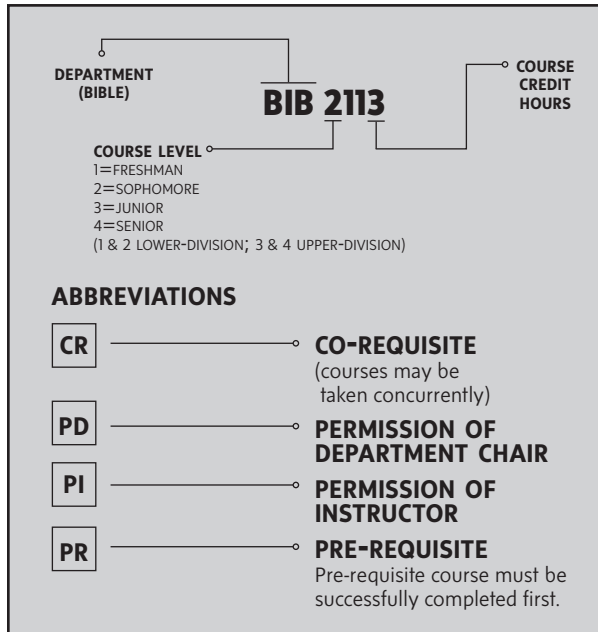 DEPARTMENT
(BIBLE)
BIB 2113
COURSE
CREDIT
HOURS
COURSE LEVEL
1=FRESHMAN
2=SOPHOMORE
3=JUNIOR
4=SENIOR
(1 & 2 LOWER-DIVISION; 3 & 4 UPPER-DIVISION)
ABBREVIATIONS
CR
CO-REQUISITE
(courses may be
taken concurrently)
PD
PERMISSION OF
DEPARTMENT CHAIR
PI
PERMISSION OF
INSTRUCTOR
PR
PRE-REQUISITE
Pre-requisite course must be
successfully completed first.